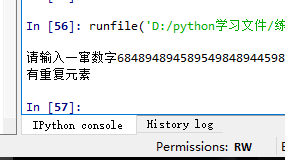 In [56]: runfile('D:/python学习文件/练
请输入一窜数字684894894589549848944598
有重复元素
In [57]:
IPython console
History log
Permissions: RW